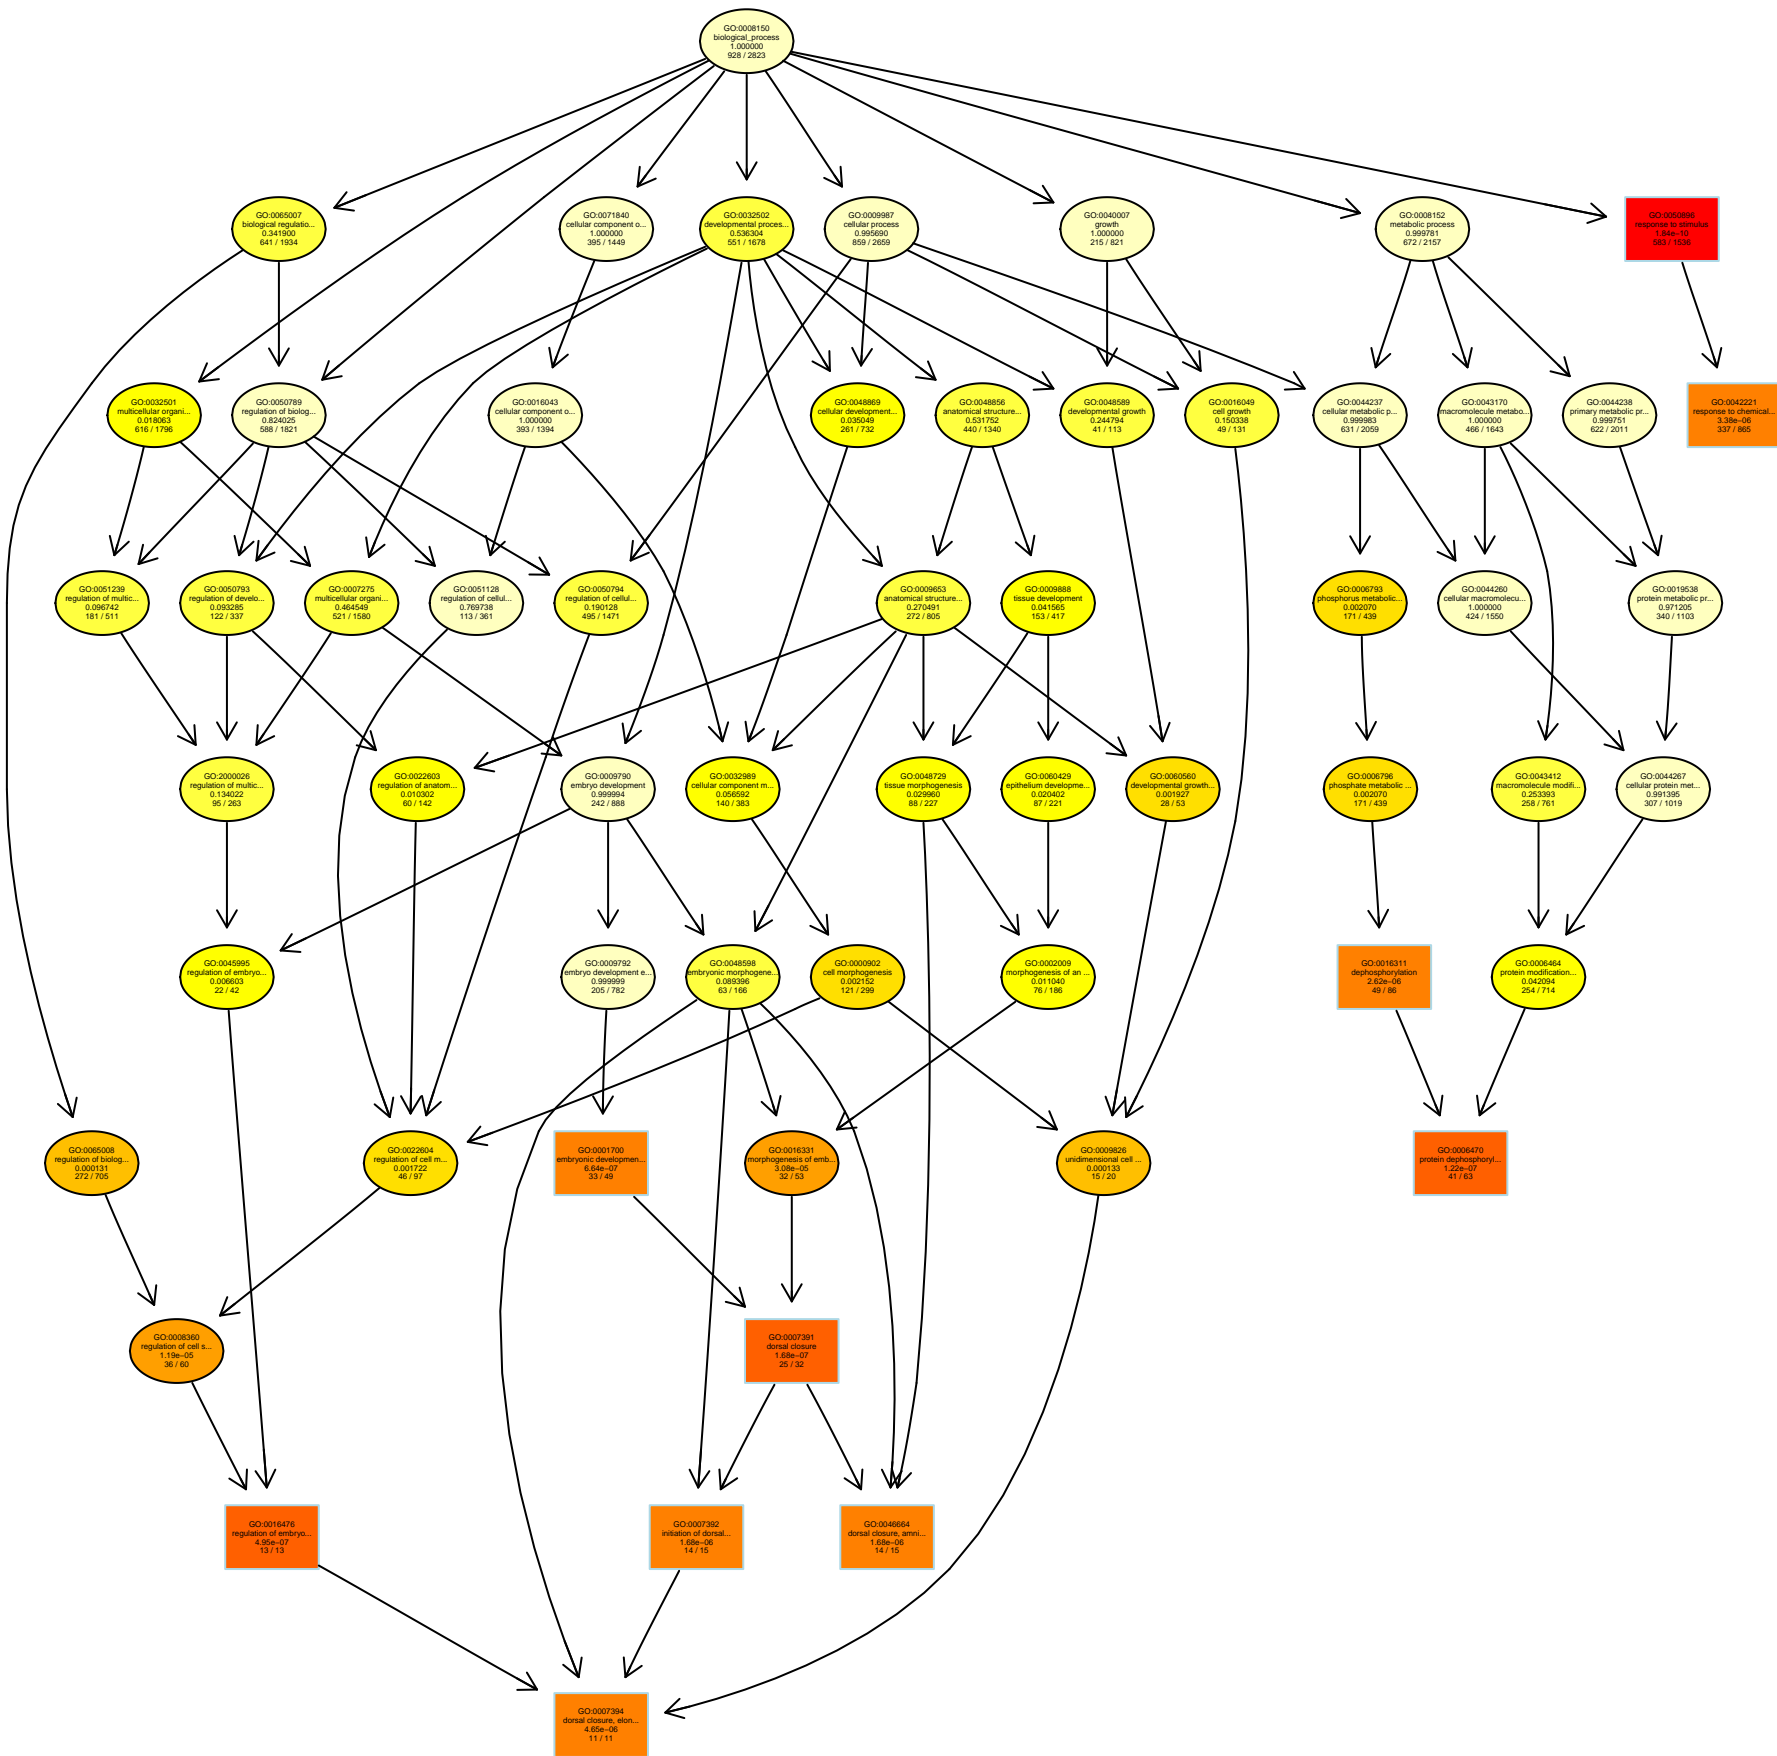 GO:0008150
biological_process
1.000000
928 / 2823
GO:0065007
biological regulatio...
0.341900
641 / 1934
GO:0071840
cellular component o...
1.000000
395 / 1449
GO:0032502
developmental proces...
0.536304
551 / 1678
GO:0009987
cellular process
0.995690
859 / 2659
GO:0040007
growth
1.000000
215 / 821
GO:0008152
metabolic process
0.999781
672 / 2157
GO:0050896
response to stimulus
1.84e−10
583 / 1530
GO:0032501
multicellular organi...
0.018063
616 / 1796
GO:0050789
regulation of biolog...
0.824025
588 / 1821
GO:0016043
cellular component o...
1.000000
393 / 1394
GO:0048869
cellular development...
0.035049
261 / 732
GO:0048856
anatomical structure...
0.531752
440 / 1340
GO:0048589
developmental growth
0.244794
41 / 113
GO:0016049
cell growth
0.150338
49 / 131
GO:0044237
cellular metabolic p...
0.999983
631 / 2059
GO:0043170
macromolecule metabo...
1.000000
466 / 1643
GO:0044238
primary metabolic pr...
0.999751
622 / 2011
GO:0042221
response to chemical...
3.38e−06
337 / 865
GO:0051239
regulation of multic...
0.096742
181 / 511
GO:0050793
regulation of develo...
0.093285
122 / 337
GO:0007275
multicellular organi...
0.464549
521 / 1580
GO:0051128
regulation of cellul...
0.769738
113 / 361
GO:0050794
regulation of cellul...
0.190128
495 / 1471
GO:0009653
anatomical structure...
0.270491
272 / 805
GO:0009888
tissue development
0.041565
153 / 417
GO:0006793
phosphorus metabolic...
0.002070
171 / 439
GO:0044260
cellular macromolecu...
1.000000
424 / 1550
GO:0019538
protein metabolic pr...
0.971205
340 / 1103
GO:2000026
regulation of multic...
0.134022
95 / 263
GO:0022603
regulation of anatom...
0.010302
60 / 142
GO:0009790
embryo development
0.999994
242 / 888
GO:0032989
cellular component m...
0.056592
140 / 383
GO:0048729
tissue morphogenesis
0.029960
88 / 227
GO:0060429
epithelium developme...
0.020402
87 / 221
GO:0060560
developmental growth...
0.001927
28 / 53
GO:0006796
phosphate metabolic ...
0.002070
171 / 439
GO:0043412
macromolecule modifi...
0.253393
258 / 761
GO:0044267
cellular protein met...
0.991395
307 / 1019
GO:0045995
regulation of embryo...
0.006603
22 / 42
GO:0009792
embryo development e...
0.999999
205 / 782
GO:0048598
embryonic morphogene...
0.089396
63 / 166
GO:0000902
cell morphogenesis
0.002152
121 / 299
GO:0002009
morphogenesis of an ...
0.011040
76 / 186
GO:0016311
dephosphorylation
2.62e−06
49 / 86
GO:0006464
protein modification...
0.042094
254 / 714
GO:0065008
regulation of biolog...
0.000131
272 / 705
GO:0022604
regulation of cell m...
0.001722
46 / 97
GO:0001700
embryonic developmen...
6.64e−07
33 / 49
GO:0016331
morphogenesis of emb...
3.08e−05
32 / 53
GO:0009826
unidimensional cell ...
0.000133
15 / 20
GO:0006470
protein dephosphoryl...
1.22e−07
41 / 63
GO:0008360
regulation of cell s...
1.19e−05
36 / 60
GO:0007391
dorsal closure
1.68e−07
25 / 32
GO:0016476
regulation of embryo...
4.95e−07
13 / 13
GO:0007392
initiation of dorsal...
1.68e−06
14 / 15
GO:0046664
dorsal closure, amni...
1.68e−06
14 / 15
GO:0007394
dorsal closure, elon...
4.65e−06
11 / 11